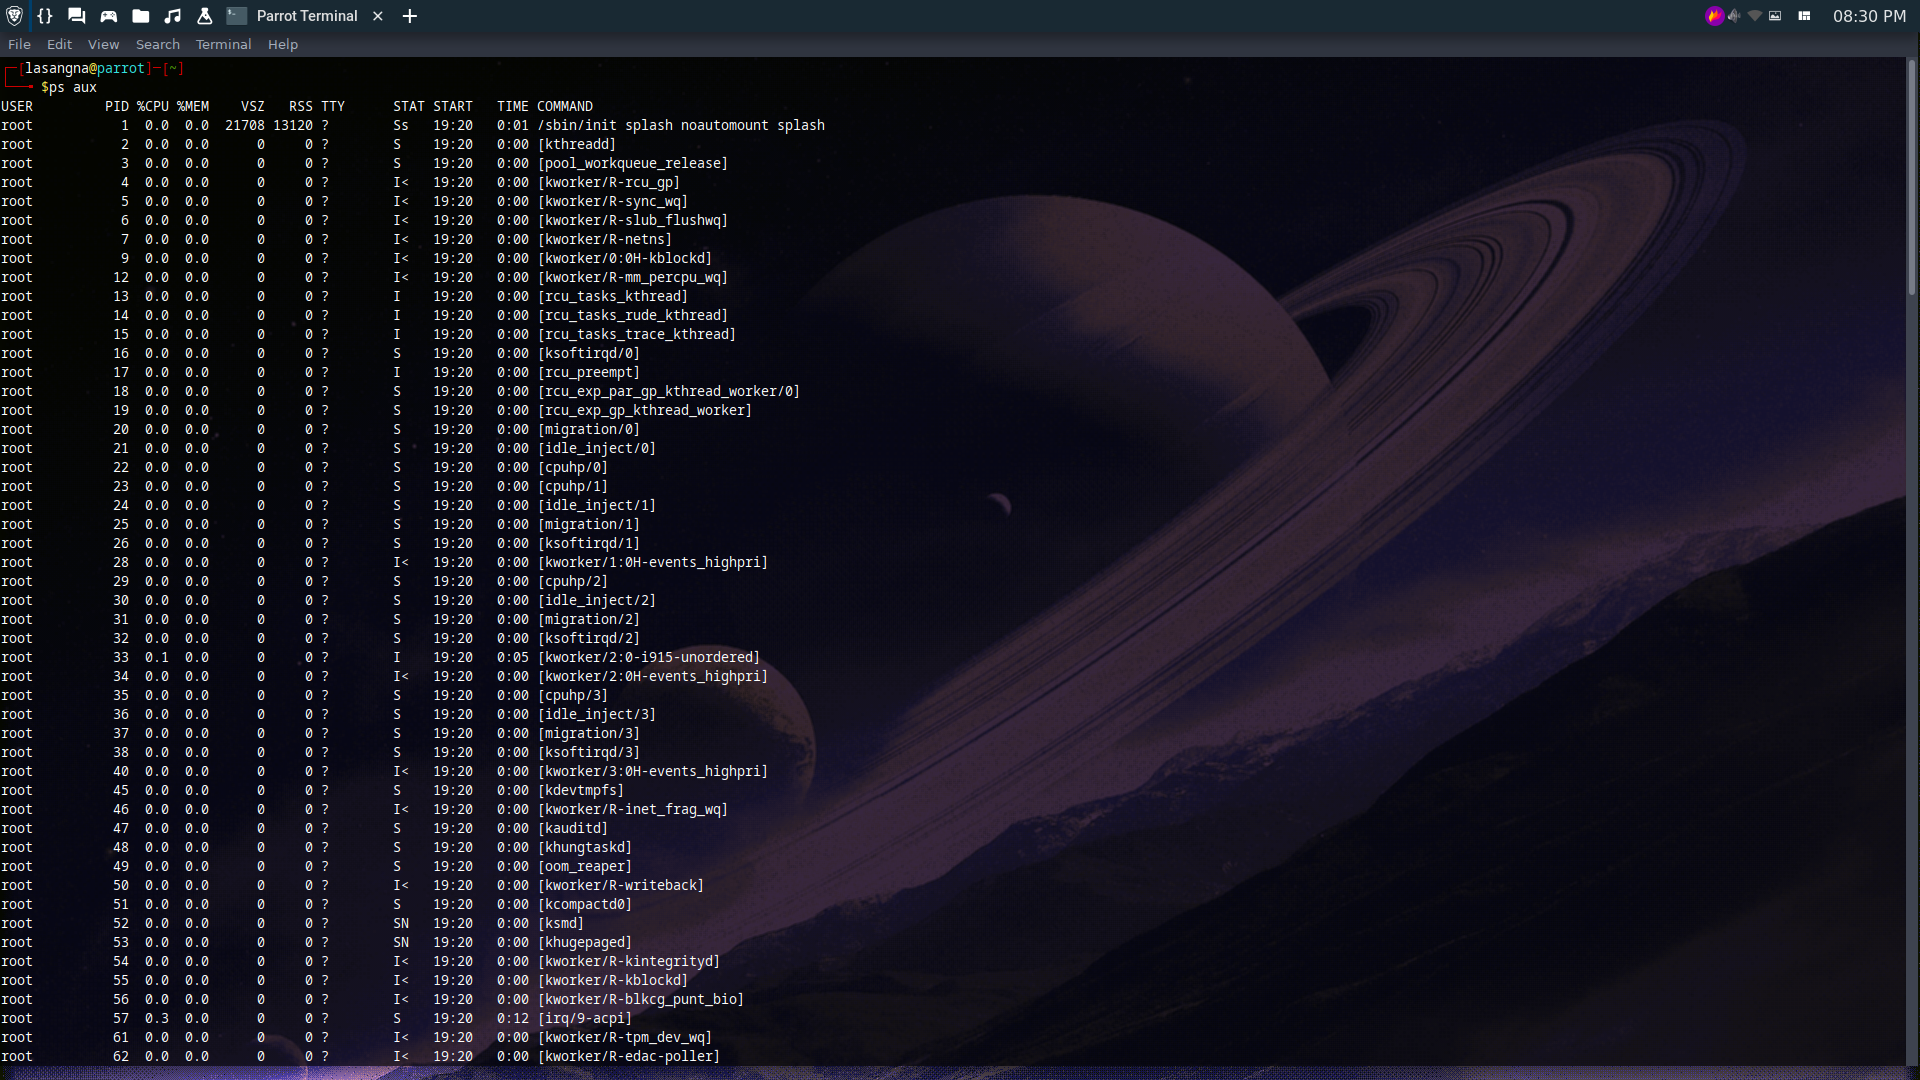 Parrot Terminal
08:30 PM
File Edit View Search Terminal Help
┌─[lasangna@parrot]─[~]
└──╼ $ps aux
USER         PID %CPU %MEM    VSZ   RSS TTY      STAT START   TIME COMMAND
root           1  0.0  0.0  21708 13120 ?        Ss   19:20   0:01 /sbin/init splash noautomount splash
root           2  0.0  0.0      0     0 ?        S    19:20   0:00 [kthreadd]
root           3  0.0  0.0      0     0 ?        S    19:20   0:00 [pool_workqueue_release]
root           4  0.0  0.0      0     0 ?        I<   19:20   0:00 [kworker/R-rcu_gp]
root           5  0.0  0.0      0     0 ?        I<   19:20   0:00 [kworker/R-sync_wq]
root           6  0.0  0.0      0     0 ?        I<   19:20   0:00 [kworker/R-slub_flushwq]
root           7  0.0  0.0      0     0 ?        I<   19:20   0:00 [kworker/R-netns]
root           9  0.0  0.0      0     0 ?        I<   19:20   0:00 [kworker/0:0H-kblockd]
root          12  0.0  0.0      0     0 ?        I<   19:20   0:00 [kworker/R-mm_percpu_wq]
root          13  0.0  0.0      0     0 ?        I    19:20   0:00 [rcu_tasks_kthread]
root          14  0.0  0.0      0     0 ?        I    19:20   0:00 [rcu_tasks_rude_kthread]
root          15  0.0  0.0      0     0 ?        I    19:20   0:00 [rcu_tasks_trace_kthread]
root          16  0.0  0.0      0     0 ?        S    19:20   0:00 [ksoftirqd/0]
root          17  0.0  0.0      0     0 ?        I    19:20   0:00 [rcu_preempt]
root          18  0.0  0.0      0     0 ?        S    19:20   0:00 [rcu_exp_par_gp_kthread_worker/0]
root          19  0.0  0.0      0     0 ?        S    19:20   0:00 [rcu_exp_gp_kthread_worker]
root          20  0.0  0.0      0     0 ?        S    19:20   0:00 [migration/0]
root          21  0.0  0.0      0     0 ?        S    19:20   0:00 [idle_inject/0]
root          22  0.0  0.0      0     0 ?        S    19:20   0:00 [cpuhp/0]
root          23  0.0  0.0      0     0 ?        S    19:20   0:00 [cpuhp/1]
root          24  0.0  0.0      0     0 ?        S    19:20   0:00 [idle_inject/1]
root          25  0.0  0.0      0     0 ?        S    19:20   0:00 [migration/1]
root          26  0.0  0.0      0     0 ?        S    19:20   0:00 [ksoftirqd/1]
root          28  0.0  0.0      0     0 ?        I<   19:20   0:00 [kworker/1:0H-events_highpri]
root          29  0.0  0.0      0     0 ?        S    19:20   0:00 [cpuhp/2]
root          30  0.0  0.0      0     0 ?        S    19:20   0:00 [idle_inject/2]
root          31  0.0  0.0      0     0 ?        S    19:20   0:00 [migration/2]
root          32  0.0  0.0      0     0 ?        S    19:20   0:00 [ksoftirqd/2]
root          33  0.1  0.0      0     0 ?        I    19:20   0:05 [kworker/2:0-i915-unordered]
root          34  0.0  0.0      0     0 ?        I<   19:20   0:00 [kworker/2:0H-events_highpri]
root          35  0.0  0.0      0     0 ?        S    19:20   0:00 [cpuhp/3]
root          36  0.0  0.0      0     0 ?        S    19:20   0:00 [idle_inject/3]
root          37  0.0  0.0      0     0 ?        S    19:20   0:00 [migration/3]
root          38  0.0  0.0      0     0 ?        S    19:20   0:00 [ksoftirqd/3]
root          40  0.0  0.0      0     0 ?        I<   19:20   0:00 [kworker/3:0H-events_highpri]
root          45  0.0  0.0      0     0 ?        S    19:20   0:00 [kdevtmpfs]
root          46  0.0  0.0      0     0 ?        I<   19:20   0:00 [kworker/R-inet_frag_wq]
root          47  0.0  0.0      0     0 ?        S    19:20   0:00 [kauditd]
root          48  0.0  0.0      0     0 ?        S    19:20   0:00 [khungtaskd]
root          49  0.0  0.0      0     0 ?        S    19:20   0:00 [oom_reaper]
root          50  0.0  0.0      0     0 ?        I<   19:20   0:00 [kworker/R-writeback]
root          51  0.0  0.0      0     0 ?        S    19:20   0:00 [kcompactd0]
root          52  0.0  0.0      0     0 ?        SN   19:20   0:00 [ksmd]
root          53  0.0  0.0      0     0 ?        SN   19:20   0:00 [khugepaged]
root          54  0.0  0.0      0     0 ?        I<   19:20   0:00 [kworker/R-kintegrityd]
root          55  0.0  0.0      0     0 ?        I<   19:20   0:00 [kworker/R-kblockd]
root          56  0.0  0.0      0     0 ?        I<   19:20   0:00 [kworker/R-blkcg_punt_bio]
root          57  0.3  0.0      0     0 ?        S    19:20   0:12 [irq/9-acpi]
root          61  0.0  0.0      0     0 ?        I<   19:20   0:00 [kworker/R-tpm_dev_wq]
root          62  0.0  0.0      0     0 ?        I<   19:20   0:00 [kworker/R-edac-poller]